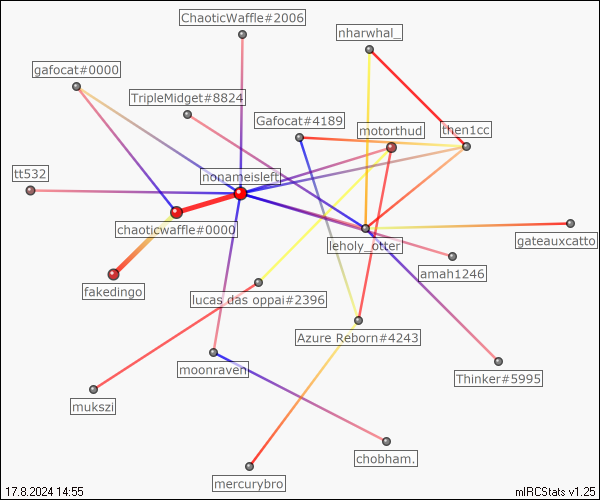 ChaoticWaffle#2006
nharwhal_
gafocat#0000
TripleMidget#8824
Gafocat#4189
motorthud
then1cc
tt532
nonameisleft
chaoticwaffle#0000
leholy_otter
gateauxcatto
amah1246
fakedingo
lucas das oppai#2396
Azure Reborn#4243
moonraven
Thinker#5995
mukszi
chobham.
mercurybro
17.8.2024 14:55
mIRCStats v1.25